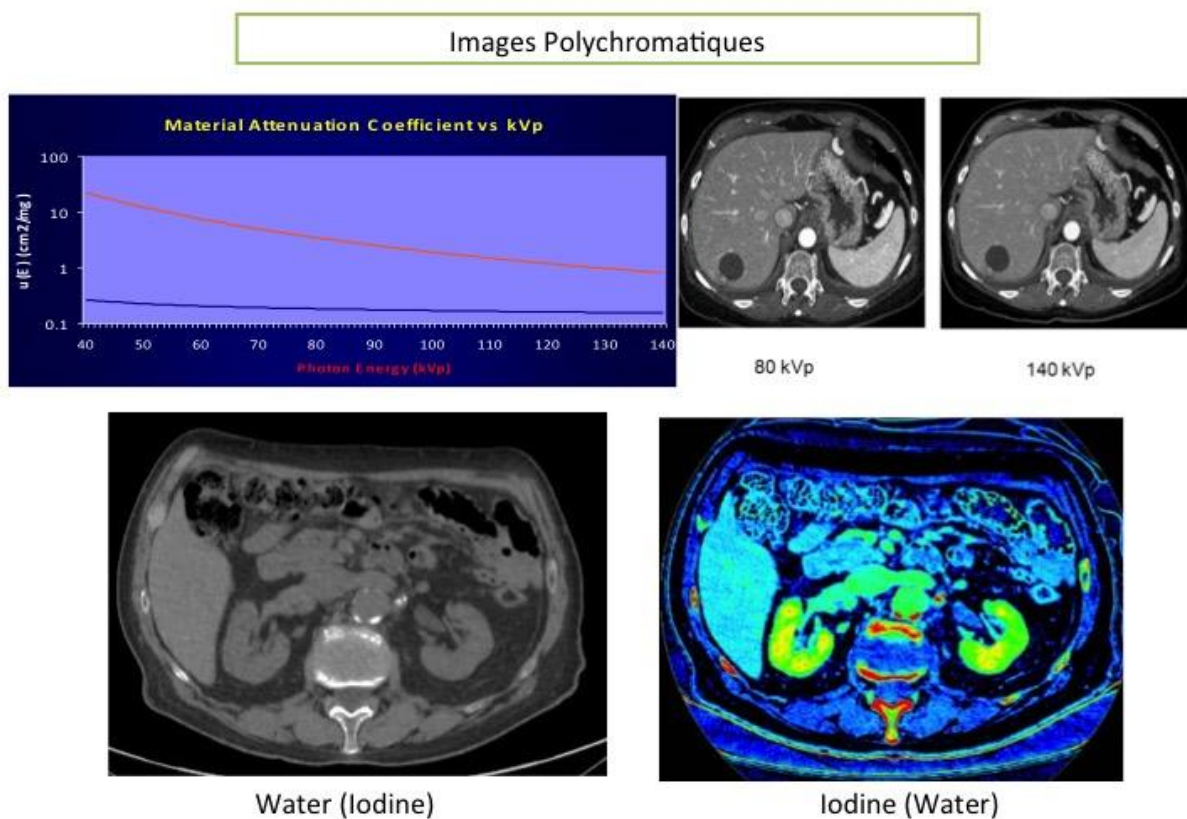 Images Polychromatiques
Material Attenuation Coefficient vs kVp
u(E) (cm2/mg)
100
10
1
0.1
40 50 60 70 80 90 100 110 120 130 140
Photon Energy (kVp)
80 kVp
140 kVp
Water (Iodine)
Iodine (Water)